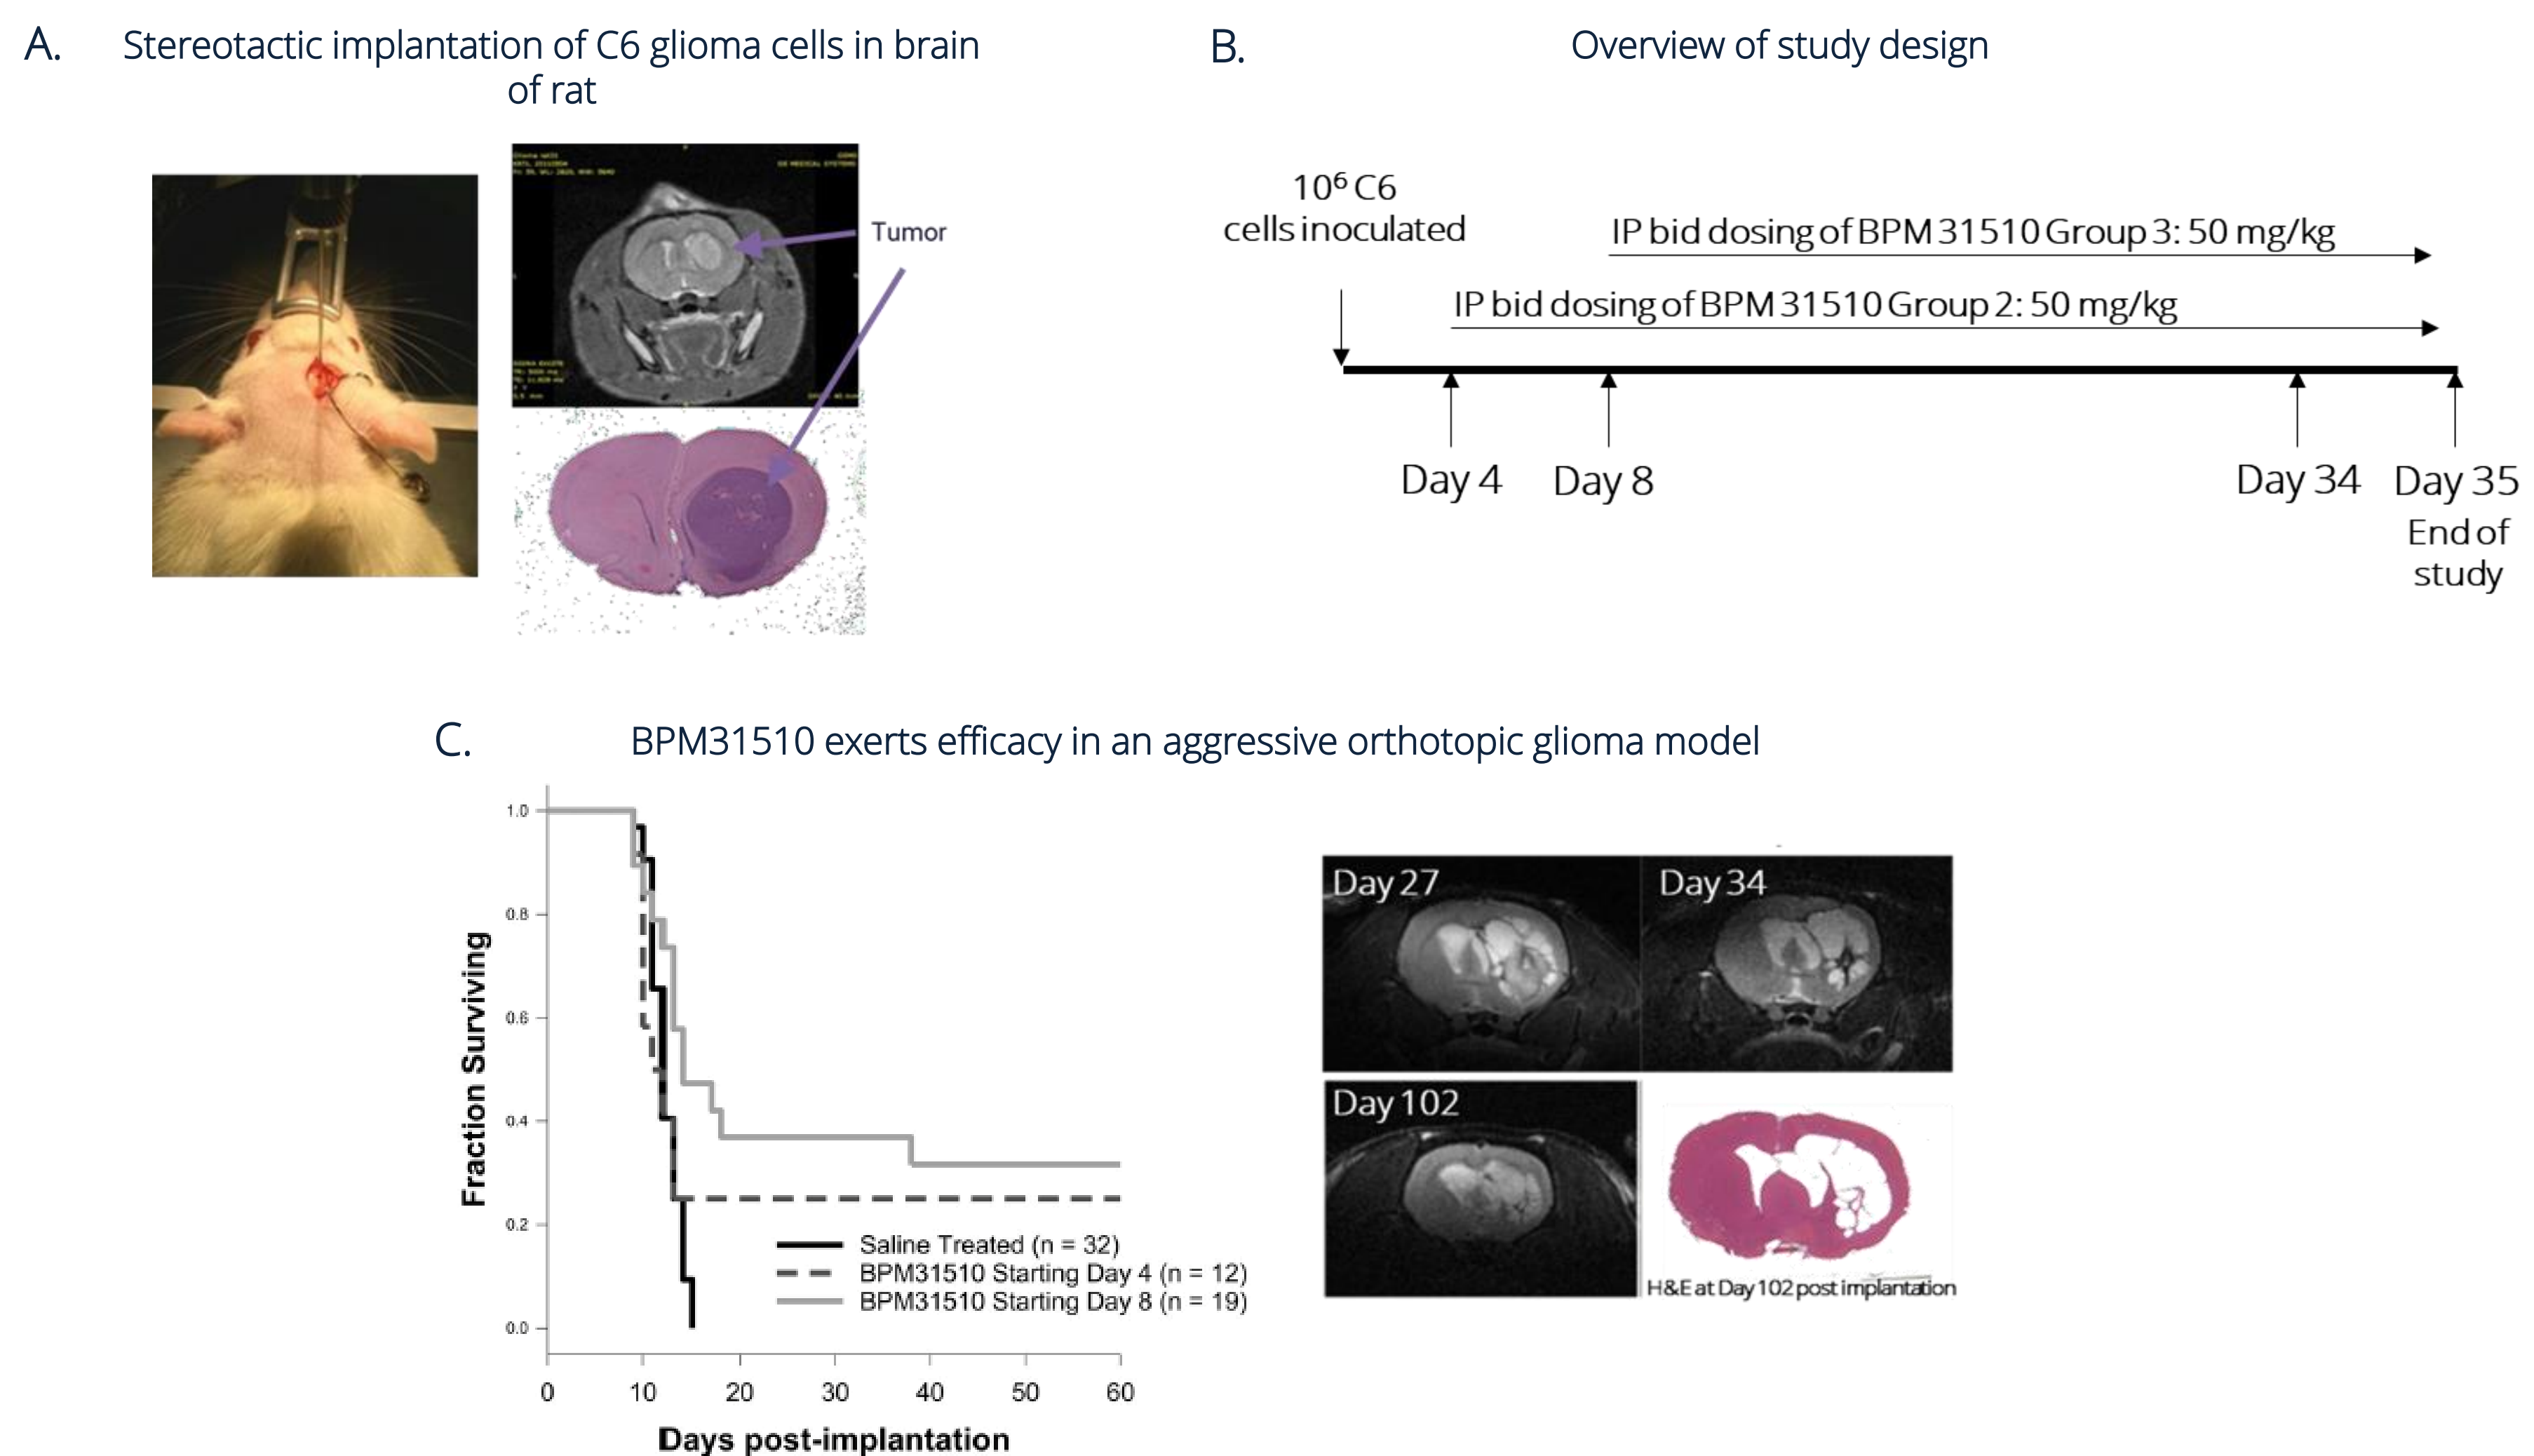 A.
Stereotactic implantation of C6 glioma cells in brain
of rat
Tumor
B.
Overview of study design
10⁶ C6
cells inoculated
IP bid dosing of BPM 31510 Group 3: 50 mg/kg
IP bid dosing of BPM 31510 Group 2: 50 mg/kg
Day 4
Day 8
Day 34
Day 35
End of
study
C.
BPM31510 exerts efficacy in an aggressive orthotopic glioma model
Fraction Surviving
1.0
0.8
0.6
0.4
0.2
0.0
Saline Treated (n = 32)
BPM31510 Starting Day 4 (n = 12)
BPM31510 Starting Day 8 (n = 19)
0 10 20 30 40 50 60
Days post-implantation
Day 27
Day 34
Day 102
H&E at Day 102 post implantation